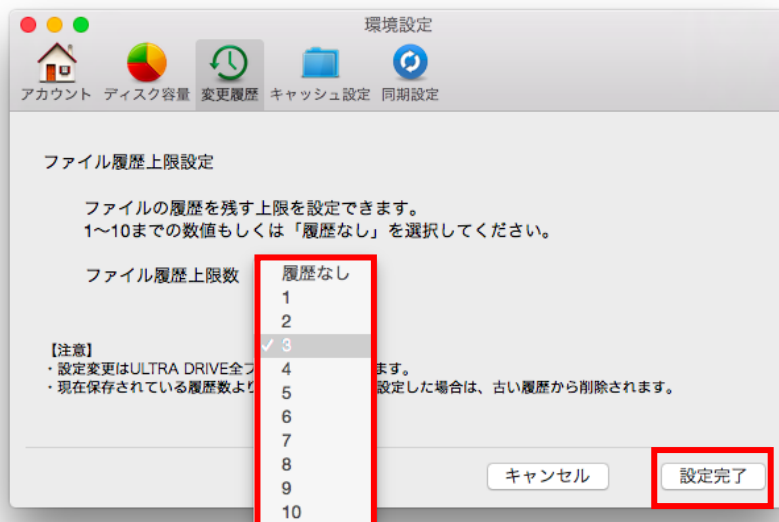 環境設定
アカウント ディスク容量 変更履歴 キャッシュ設定 同期設定
ファイル履歴上限設定
ファイルの履歴を残す上限を設定できます。
1〜10までの数値もしくは「履歴なし」を選択してください。
ファイル履歴上限数
履歴なし
1
2
✓ 3
4
5
6
7
8
9
10
【注意】
・設定変更はULTRA DRIVE全フ ます。
・現在保存されている履歴数より 設定した場合は、古い履歴から削除されます。
キャンセル 設定完了